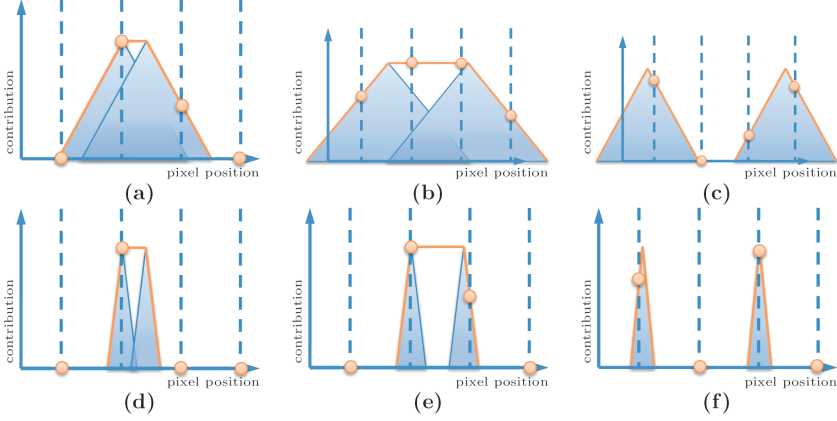 contribution
pixel position
(a)
contribution
pixel position
(b)
contribution
pixel position
(c)
contribution
pixel position
(d)
contribution
pixel position
(e)
contribution
pixel position
(f)